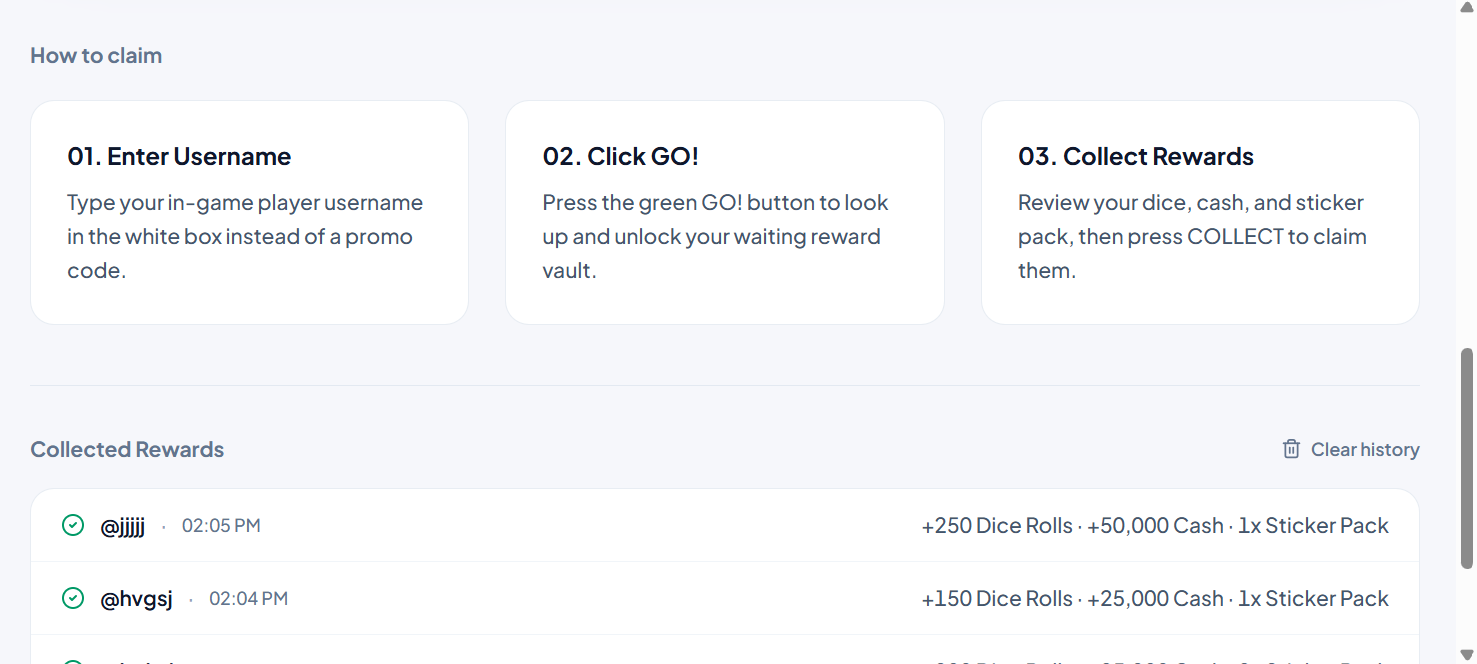 How to claim
01. Enter Username
Type your in-game player username
in the white box instead of a promo
code.
02. Click GO!
Press the green GO! button to look
up and unlock your waiting reward
vault.
03. Collect Rewards
Review your dice, cash, and sticker
pack, then press COLLECT to claim
them.
Collected Rewards
Clear history
@jjjjj · 02:05 PM
+250 Dice Rolls · +50,000 Cash · 1x Sticker Pack
@hvgsj · 02:04 PM
+150 Dice Rolls · +25,000 Cash · 1x Sticker Pack